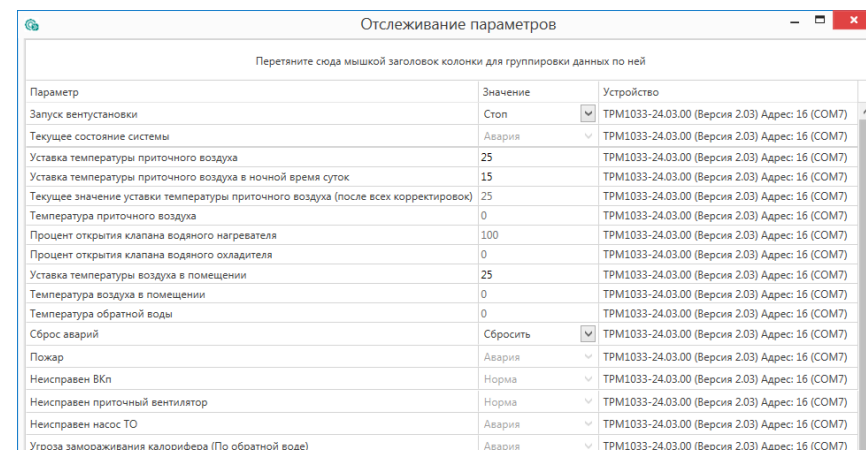 Отслеживание параметров
Перетяните сюда мышкой заголовок колонки для группировки данных по ней
Параметр Значение Устройство
Запуск вентустановки Стоп ТРМ1033-24.03.00 (Версия 2.03) Адрес: 16 (COM7)
Текущее состояние системы Авария ТРМ1033-24.03.00 (Версия 2.03) Адрес: 16 (COM7)
Уставка температуры приточного воздуха 25 ТРМ1033-24.03.00 (Версия 2.03) Адрес: 16 (COM7)
Уставка температуры приточного воздуха в ночной время суток 15 ТРМ1033-24.03.00 (Версия 2.03) Адрес: 16 (COM7)
Текущее значение уставки температуры приточного воздуха (после всех корректировок) 25 ТРМ1033-24.03.00 (Версия 2.03) Адрес: 16 (COM7)
Температура приточного воздуха 0 ТРМ1033-24.03.00 (Версия 2.03) Адрес: 16 (COM7)
Процент открытия клапана водяного нагревателя 100 ТРМ1033-24.03.00 (Версия 2.03) Адрес: 16 (COM7)
Процент открытия клапана водяного охладителя 0 ТРМ1033-24.03.00 (Версия 2.03) Адрес: 16 (COM7)
Уставка температуры воздуха в помещении 25 ТРМ1033-24.03.00 (Версия 2.03) Адрес: 16 (COM7)
Температура воздуха в помещении 0 ТРМ1033-24.03.00 (Версия 2.03) Адрес: 16 (COM7)
Температура обратной воды 0 ТРМ1033-24.03.00 (Версия 2.03) Адрес: 16 (COM7)
Сброс аварий Сбросить ТРМ1033-24.03.00 (Версия 2.03) Адрес: 16 (COM7)
Пожар Авария ТРМ1033-24.03.00 (Версия 2.03) Адрес: 16 (COM7)
Неисправен ВКп Норма ТРМ1033-24.03.00 (Версия 2.03) Адрес: 16 (COM7)
Неисправен приточный вентилятор Норма ТРМ1033-24.03.00 (Версия 2.03) Адрес: 16 (COM7)
Неисправен насос ТО Авария ТРМ1033-24.03.00 (Версия 2.03) Адрес: 16 (COM7)
Угроза замораживания калорифера (По обратной воде) Авария ТРМ1033-24.03.00 (Версия 2.03) Адрес: 16 (COM7)